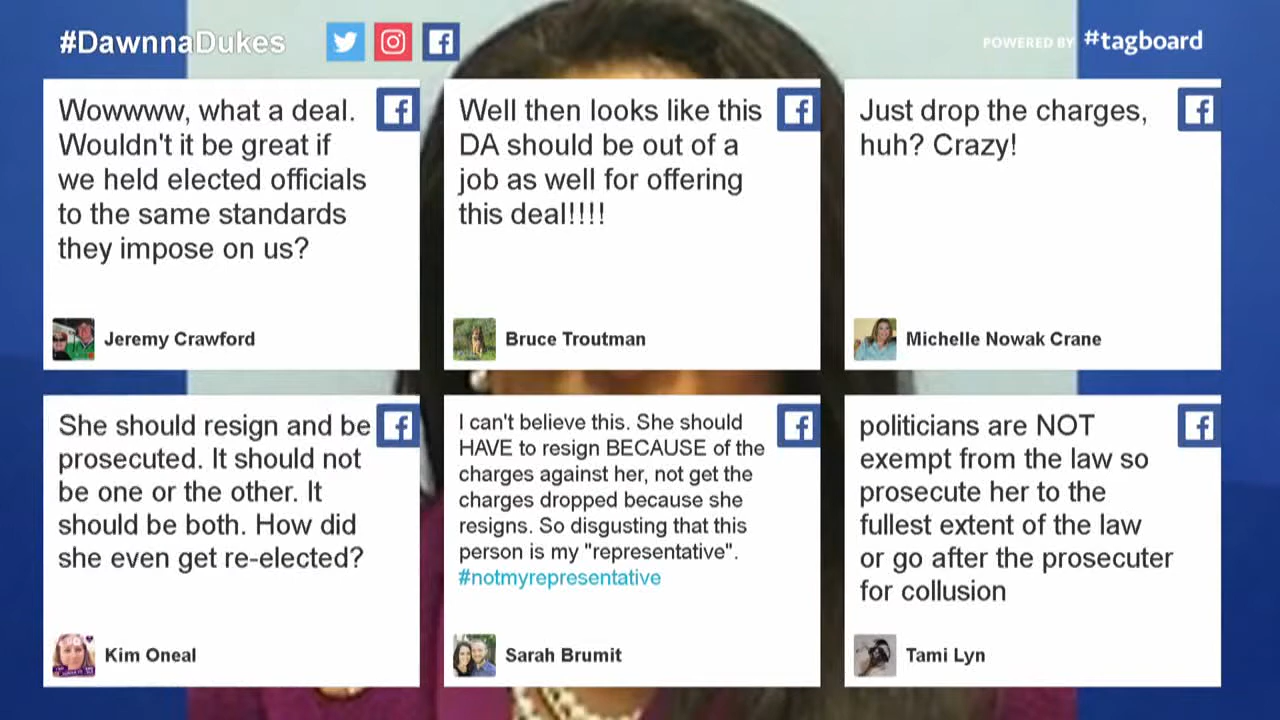 #DawnnaDukes
POWERED BY #tagboard
Wowwww, what a deal.
Wouldn't it be great if
we held elected officials
to the same standards
they impose on us?
Jeremy Crawford
Well then looks like this
DA should be out of a
job as well for offering
this deal!!!!
Bruce Troutman
Just drop the charges,
huh? Crazy!
Michelle Nowak Crane
She should resign and be
prosecuted. It should not
be one or the other. It
should be both. How did
she even get re-elected?
Kim Oneal
I can't believe this. She should
HAVE to resign BECAUSE of the
charges against her, not get the
charges dropped because she
resigns. So disgusting that this
person is my "representative".
#notmyrepresentative
Sarah Brumit
politicians are NOT
exempt from the law so
prosecute her to the
fullest extent of the law
or go after the prosecuter
for collusion
Tami Lyn